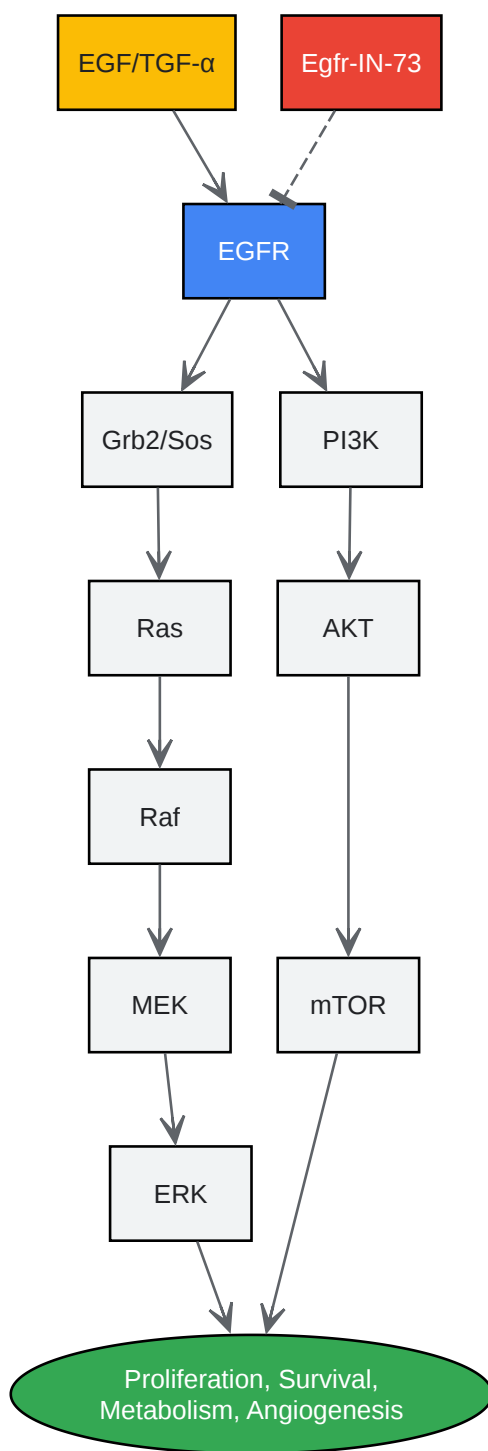 EGF/TGF-α
Egfr-IN-73
EGFR
Grb2/Sos
PI3K
Ras
AKT
Raf
MEK
mTOR
ERK
Proliferation, Survival,
Metabolism, Angiogenesis